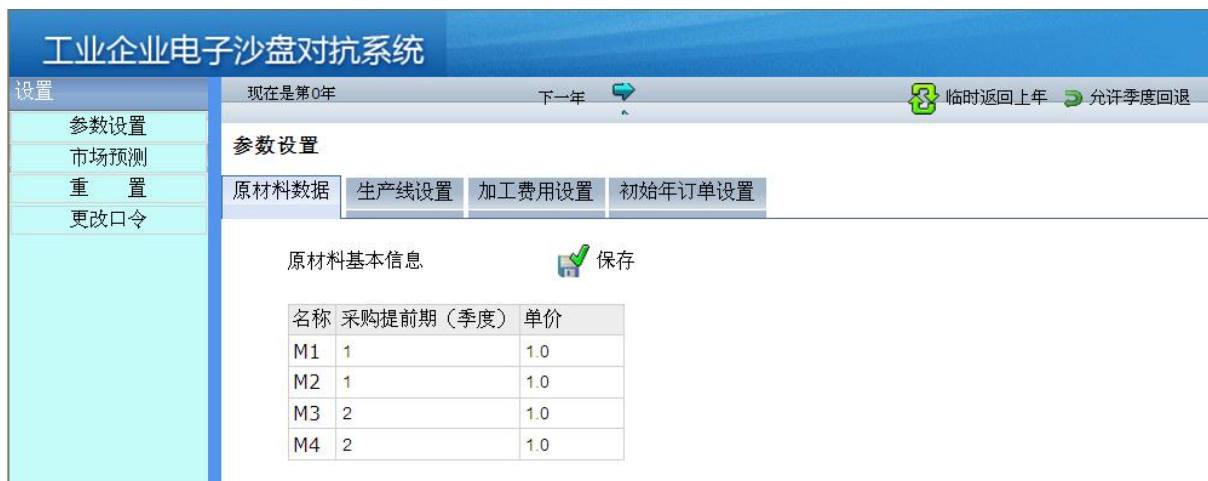 工业企业电子沙盘对抗系统
设置
现在是第0年 下一年 临时返回上年 允许季度回退
参数设置
市场预测
重 置
更改口令
参数设置
原材料数据 生产线设置 加工费用设置 初始年订单设置
原材料基本信息 保存
名称 采购提前期（季度） 单价
M1 1 1.0
M2 1 1.0
M3 2 1.0
M4 2 1.0